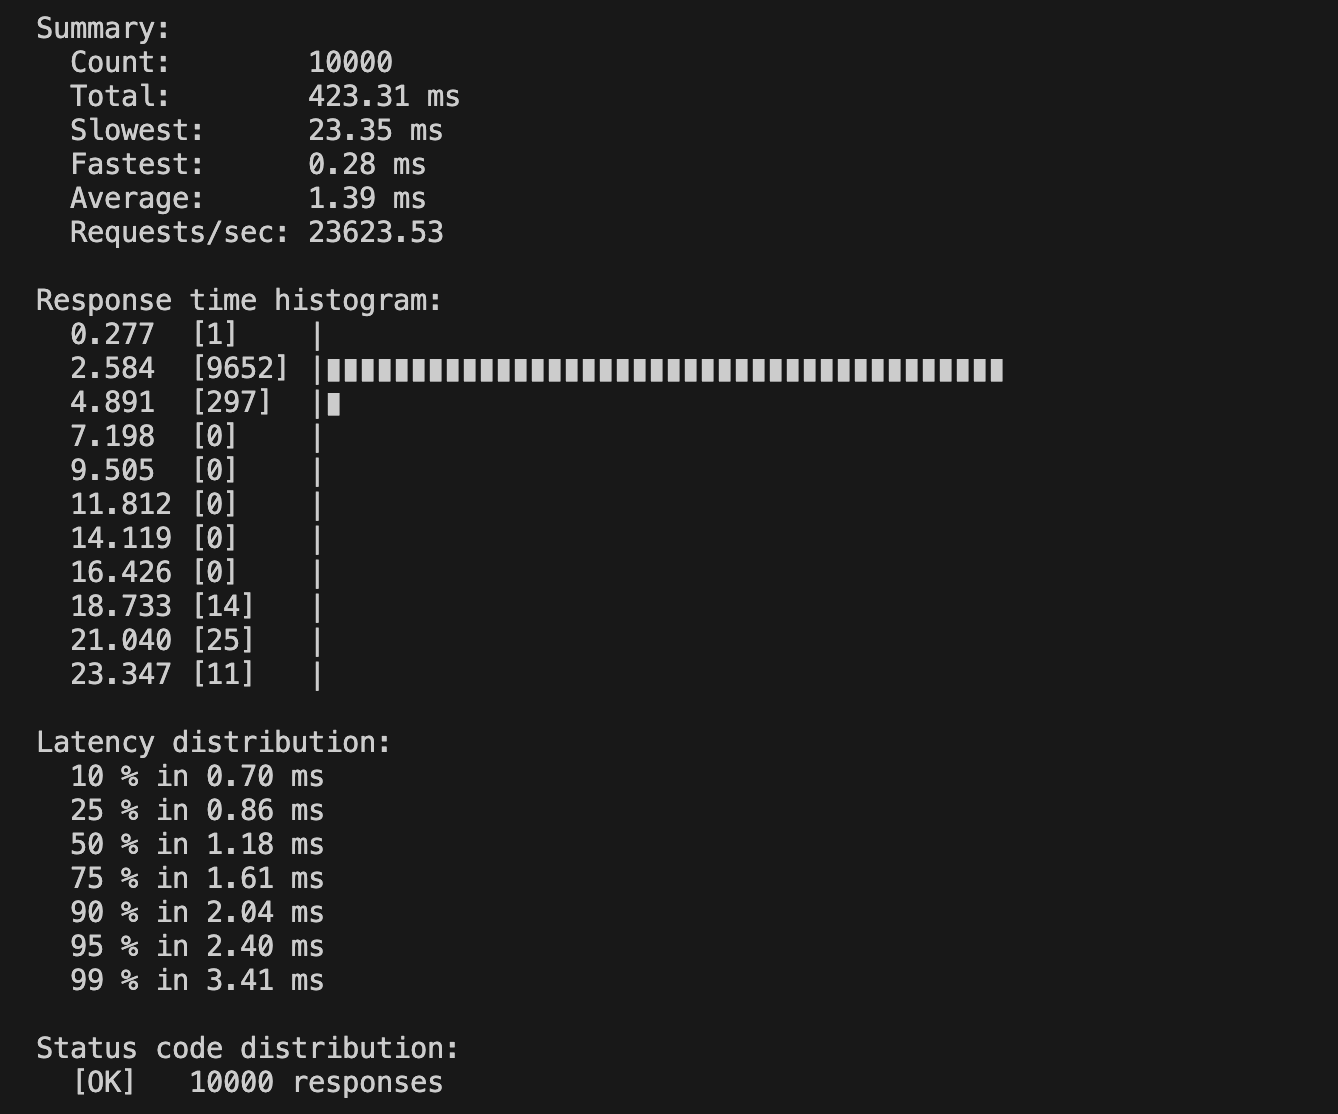 Summary:
  Count:        10000
  Total:        423.31 ms
  Slowest:      23.35 ms
  Fastest:      0.28 ms
  Average:      1.39 ms
  Requests/sec: 23623.53

Response time histogram:
  0.277  [1]    |
  2.584  [9652] |∎∎∎∎∎∎∎∎∎∎∎∎∎∎∎∎∎∎∎∎∎∎∎∎∎∎∎∎∎∎∎∎∎∎∎∎∎∎∎∎
  4.891  [297]  |∎
  7.198  [0]    |
  9.505  [0]    |
  11.812 [0]    |
  14.119 [0]    |
  16.426 [0]    |
  18.733 [14]   |
  21.040 [25]   |
  23.347 [11]   |

Latency distribution:
  10 % in 0.70 ms
  25 % in 0.86 ms
  50 % in 1.18 ms
  75 % in 1.61 ms
  90 % in 2.04 ms
  95 % in 2.40 ms
  99 % in 3.41 ms

Status code distribution:
  [OK]   10000 responses